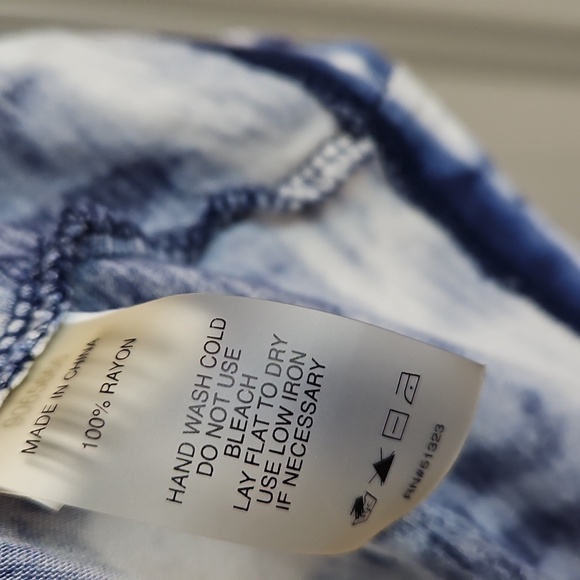 MADE IN CHINA
100% RAYON
HAND WASH COLD
DO NOT USE
BLEACH
LAY FLAT TO DRY
USE LOW IRON
IF NECESSARY
RN#51323